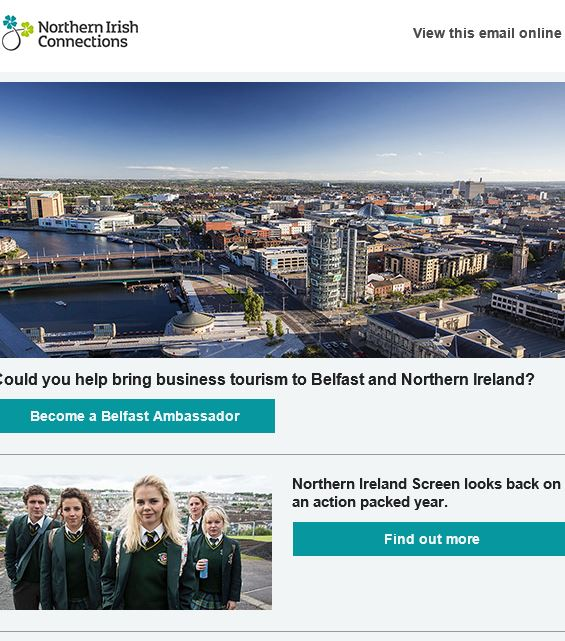 Northern Irish
Connections
View this email online
Could you help bring business tourism to Belfast and Northern Ireland?
Become a Belfast Ambassador
Northern Ireland Screen looks back on
an action packed year.
Find out more